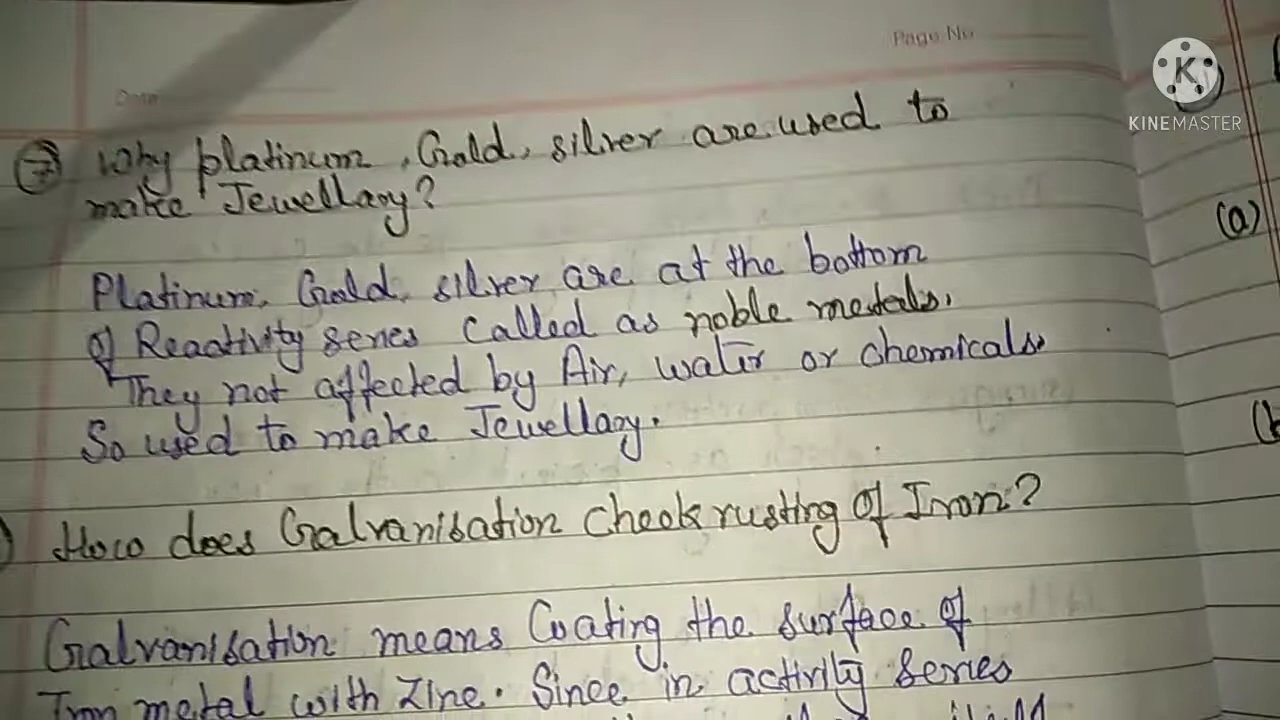 Page No
KINEMASTER
Date
7 Why platinum, Gold, silver are used to
make Jewellary?
(a)
Platinum, Gold, silver are at the bottom
of Reactivity series called as noble metals.
They not affected by Air, water or chemicals.
So used to make Jewellary.
How does Galvanisation check rusting of Iron?
Galvanisation means Coating the surface of
Iron metal with Zinc. Since in activity series